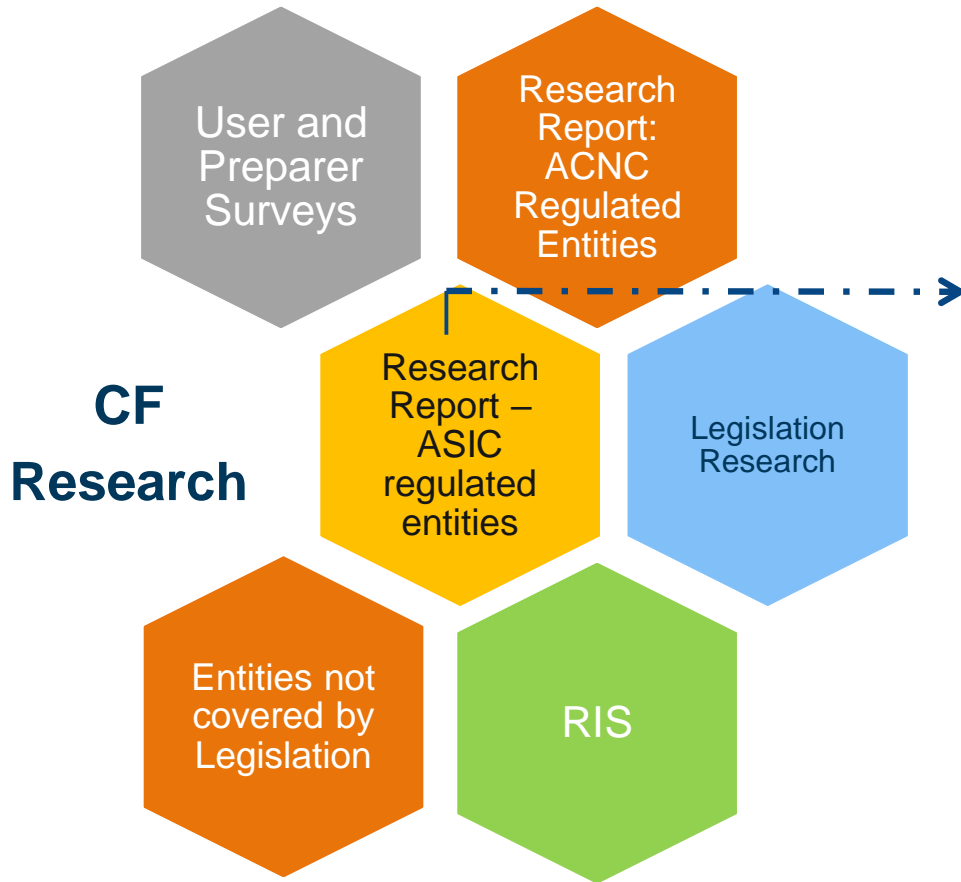 User and
Preparer
Surveys
Research
Report:
ACNC
Regulated
Entities
CF
Research
Research
Report –
ASIC
regulated
entities
Legislation
Research
Entities not
covered by
Legislation
RIS